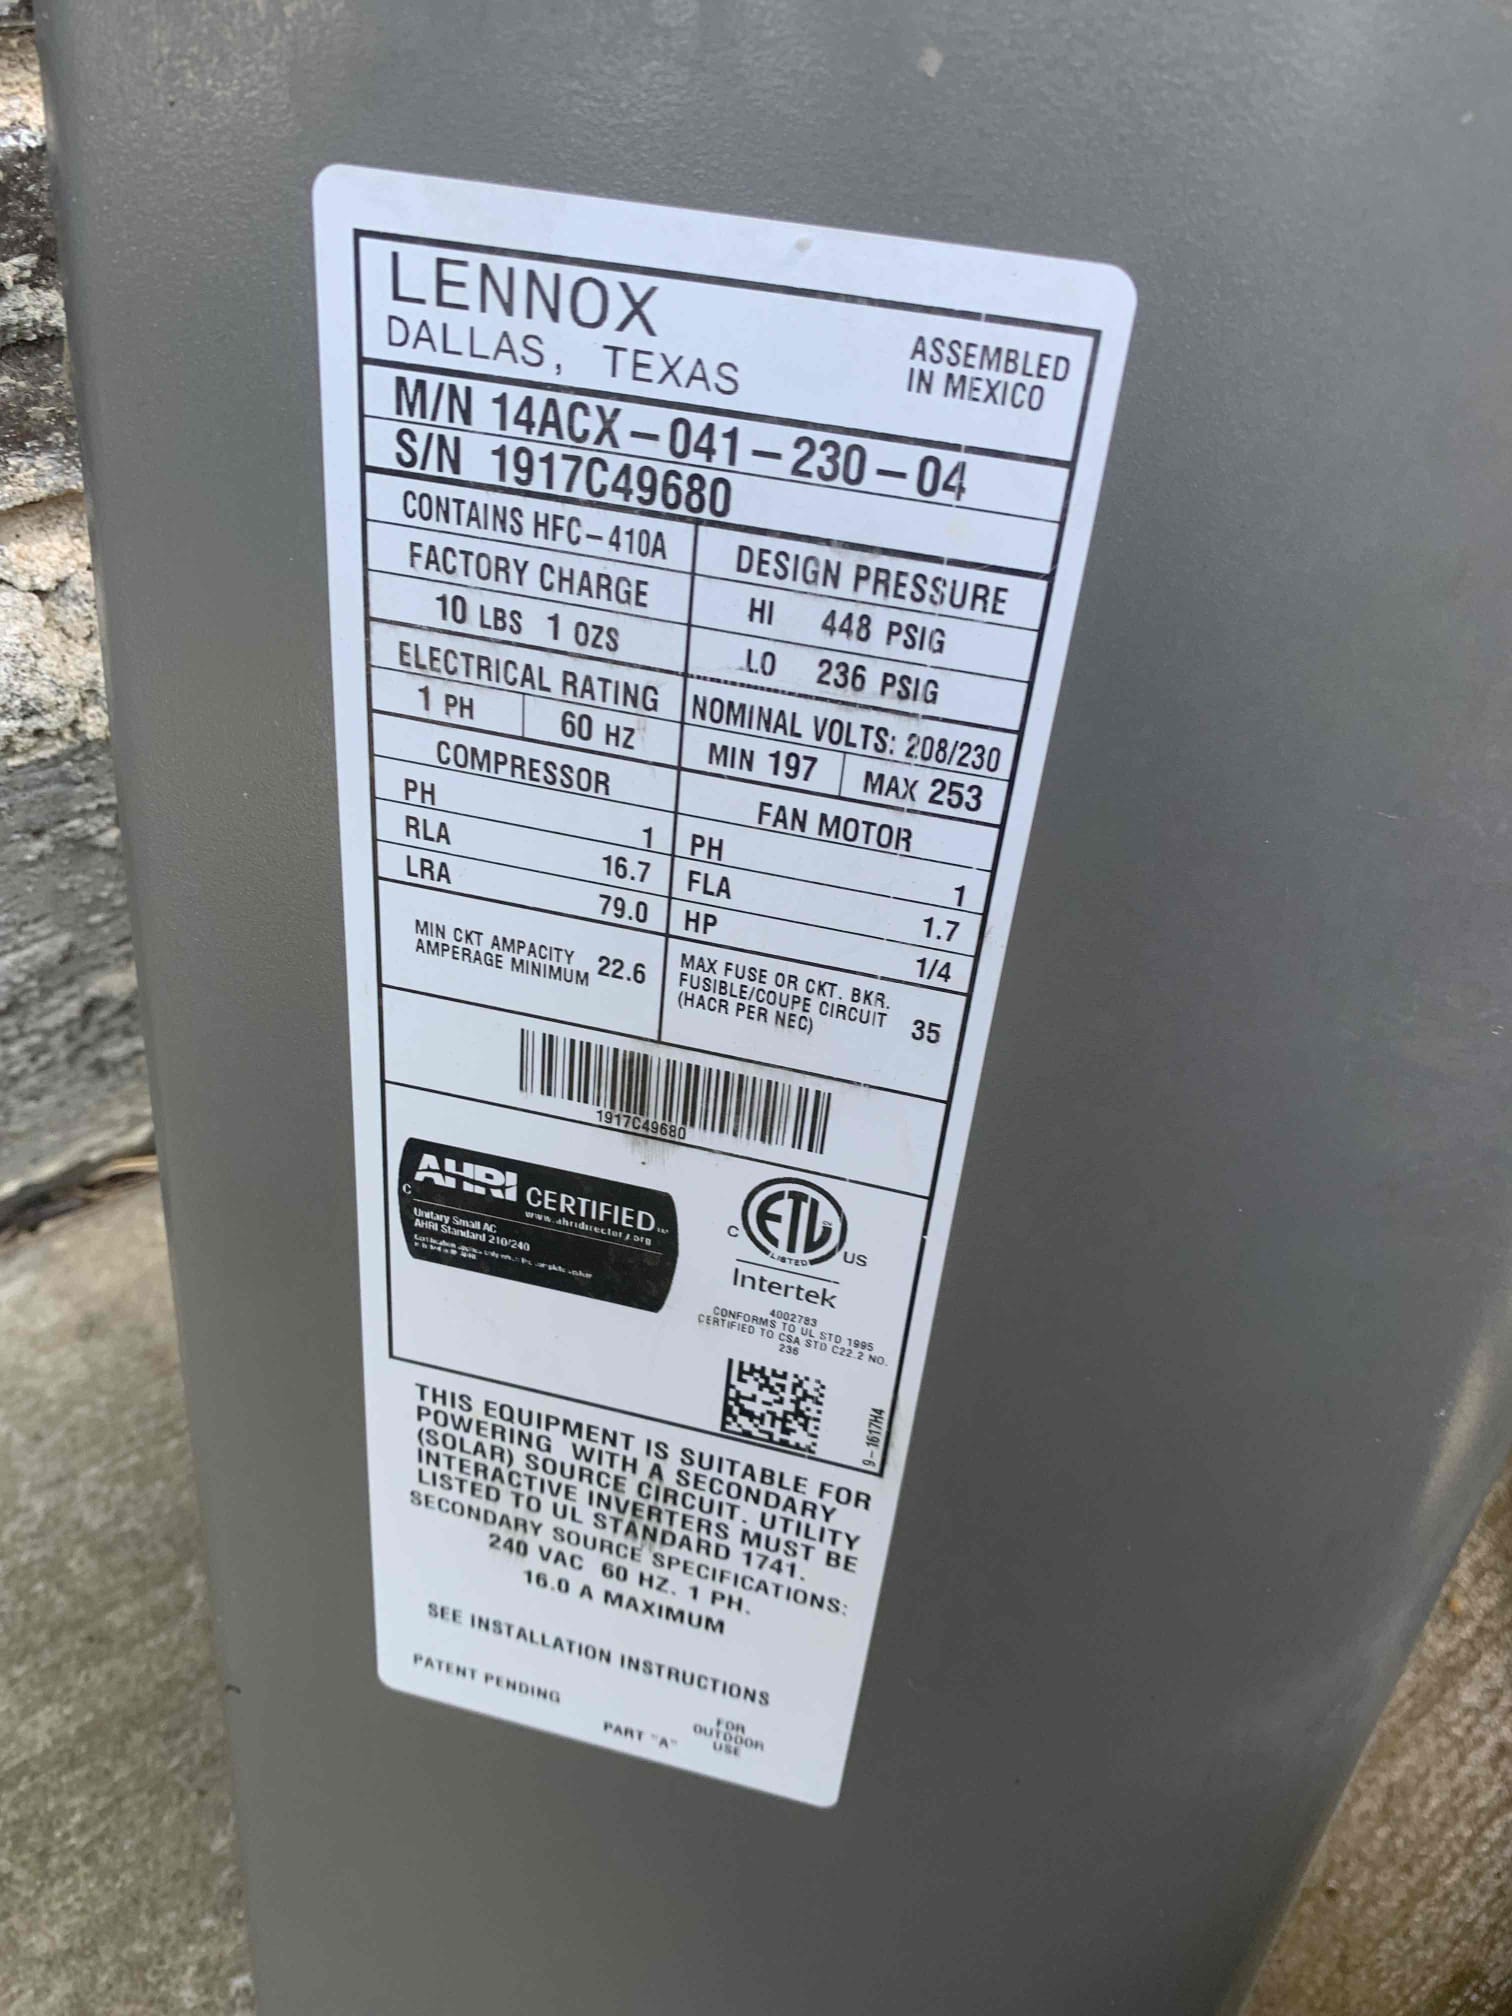 LENNOX
DALLAS, TEXAS
ASSEMBLED
IN MEXICO
M/N 14ACX-041-230-04
S/N 1917C49680
CONTAINS HFC-410A
FACTORY CHARGE
10 LBS 1 OZS
DESIGN PRESSURE
HI 448 PSIG
LO 236 PSIG
ELECTRICAL RATING
1 PH 60 HZ
NOMINAL VOLTS: 208/230
MIN 197 MAX 253
COMPRESSOR
PH 1
RLA 16.7
LRA 79.0
FAN MOTOR
PH 1
FLA 1.7
HP 1/4
MIN CKT AMPACITY
AMPERAGE MINIMUM 22.6
MAX FUSE OR CKT. BKR.
FUSIBLE/COUPE CIRCUIT
(HACR PER NEC) 35
1917C49680
C
AHRI CERTIFIED
www.ahridirectory.org
Unitary Small AC
AHRI Standard 210/240
C ETL US
LISTED
Intertek
4002783
CONFORMS TO UL STD 1995
CERTIFIED TO CSA STD C22.2 NO.
236
9-1617H4
THIS EQUIPMENT IS SUITABLE FOR
POWERING WITH A SECONDARY
(SOLAR) SOURCE CIRCUIT. UTILITY
INTERACTIVE INVERTERS MUST BE
LISTED TO UL STANDARD 1741.
SECONDARY SOURCE SPECIFICATIONS:
240 VAC 60 HZ. 1 PH.
16.0 A MAXIMUM
SEE INSTALLATION INSTRUCTIONS
PATENT PENDING
PART "A"
FOR
OUTDOOR
USE